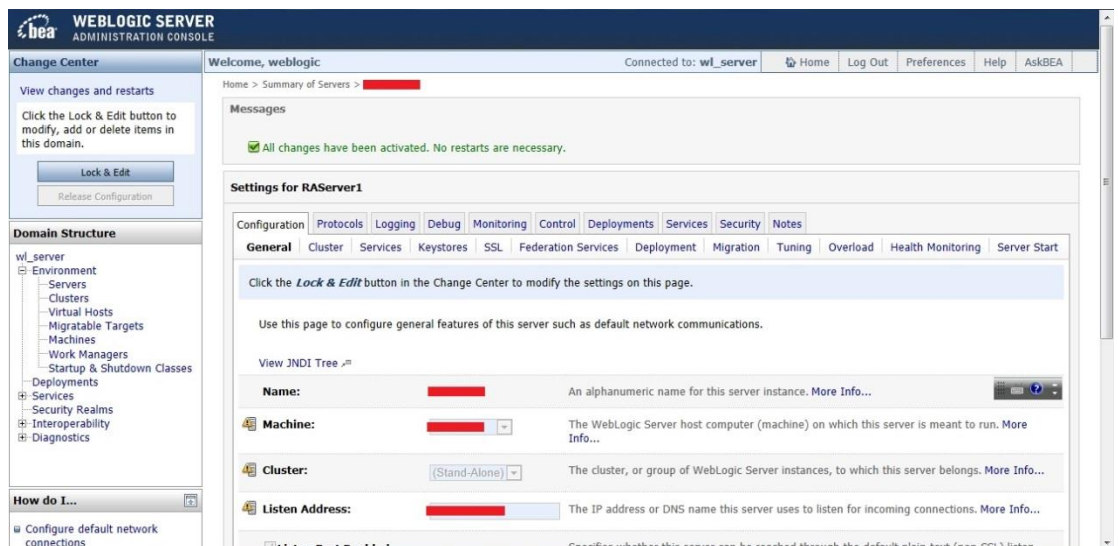 bea
WEBLOGIC SERVER
ADMINISTRATION CONSOLE
Change Center
View changes and restarts
Click the Lock & Edit button to
modify, add or delete items in
this domain.
Lock & Edit
Release Configuration
Domain Structure
wl_server
Environment
Servers
Clusters
Virtual Hosts
Migratable Targets
Machines
Work Managers
Startup & Shutdown Classes
Deployments
Services
Security Realms
Interoperability
Diagnostics
How do I...
Configure default network
connections
Welcome, weblogic
Connected to: wl_server
Home
Log Out
Preferences
Help
AskBEA
Home > Summary of Servers >
Messages
All changes have been activated. No restarts are necessary.
Settings for RAServer1
Configuration Protocols Logging Debug Monitoring Control Deployments Services Security Notes
General Cluster Services Keystores SSL Federation Services Deployment Migration Tuning Overload Health Monitoring Server Start
Click the Lock & Edit button in the Change Center to modify the settings on this page.
Use this page to configure general features of this server such as default network communications.
View JNDI Tree
Name:
An alphanumeric name for this server instance. More Info...
Machine:
The WebLogic Server host computer (machine) on which this server is meant to run. More
Info...
Cluster:
(Stand-Alone)
The cluster, or group of WebLogic Server instances, to which this server belongs. More Info...
Listen Address:
The IP address or DNS name this server uses to listen for incoming connections. More Info...